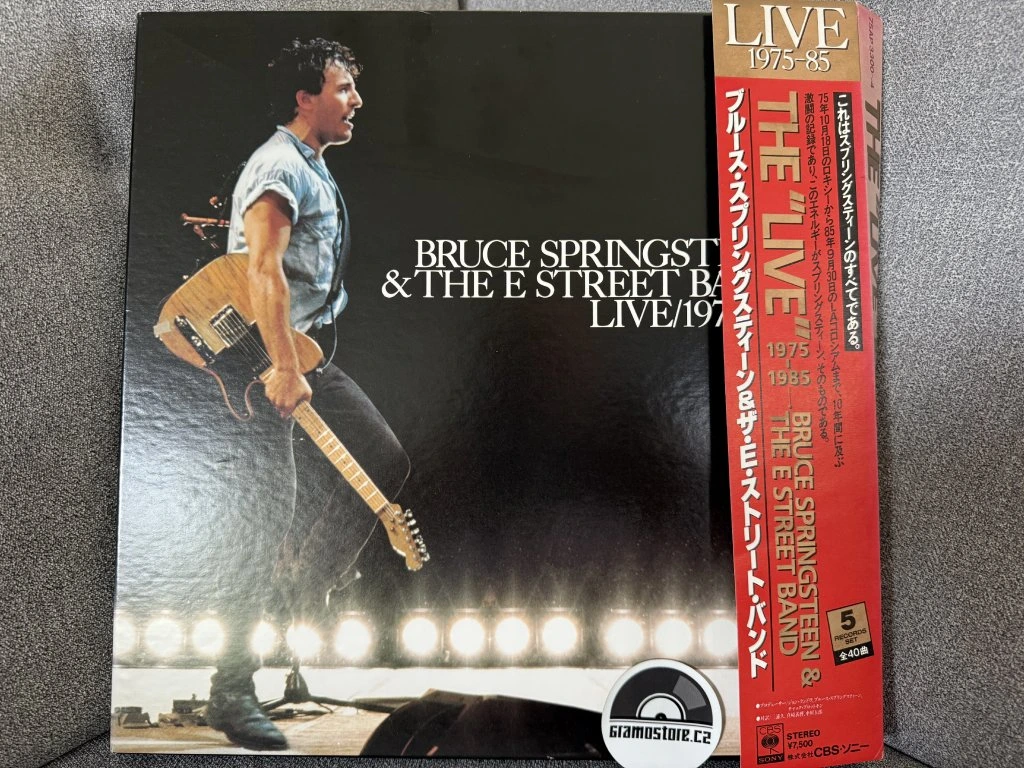 BRUCE SPRINGST
& THE E STREET BA
LIVE/197
LIVE
1975-85
これはスプリングスティーンのすべてである。
75年10月18日のロキシーから85年9月30日のLAコロシアムまで、10年間に及ぶ
激闘の記録であり、このエネルギーがスプリングスティーン、そのものである。
THE "LIVE"
1975
1985
BRUCE SPRINGSTEEN &
THE E STREET BAND
ブルース・スプリングスティーン&ザ・E・ストリート・バンド
5
RECORDS
SET
全40曲
CBS
SONY
STEREO
¥7,500
株式会社CBS・ソニー
GRAMOSTORE.CZ